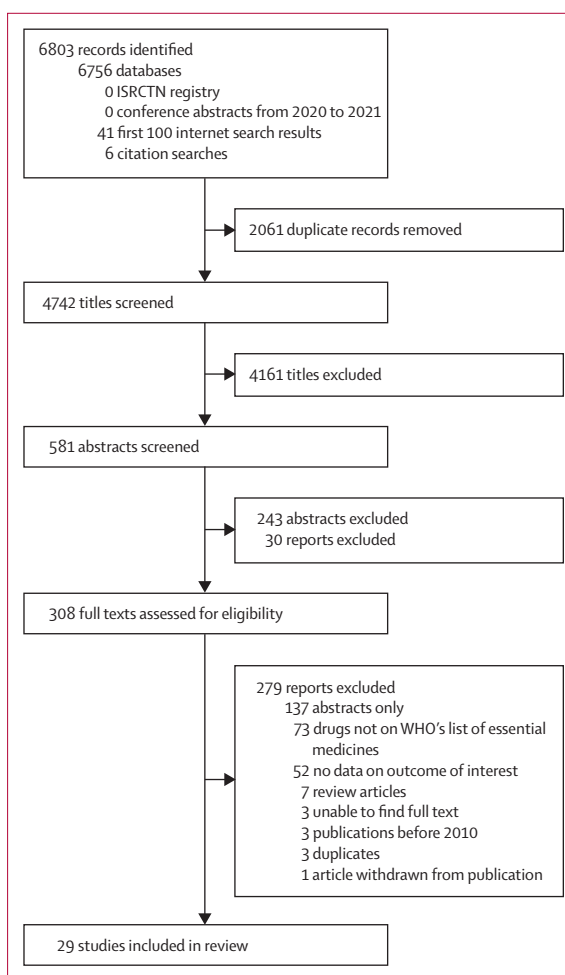 6803 records identified
6756 databases
0 ISRCTN registry
0 conference abstracts from 2020 to 2021
41 first 100 internet search results
6 citation searches
2061 duplicate records removed
4742 titles screened
4161 titles excluded
581 abstracts screened
243 abstracts excluded
30 reports excluded
308 full texts assessed for eligibility
279 reports excluded
137 abstracts only
73 drugs not on WHO's list of essential
medicines
52 no data on outcome of interest
7 review articles
3 unable to find full text
3 publications before 2010
3 duplicates
1 article withdrawn from publication
29 studies included in review